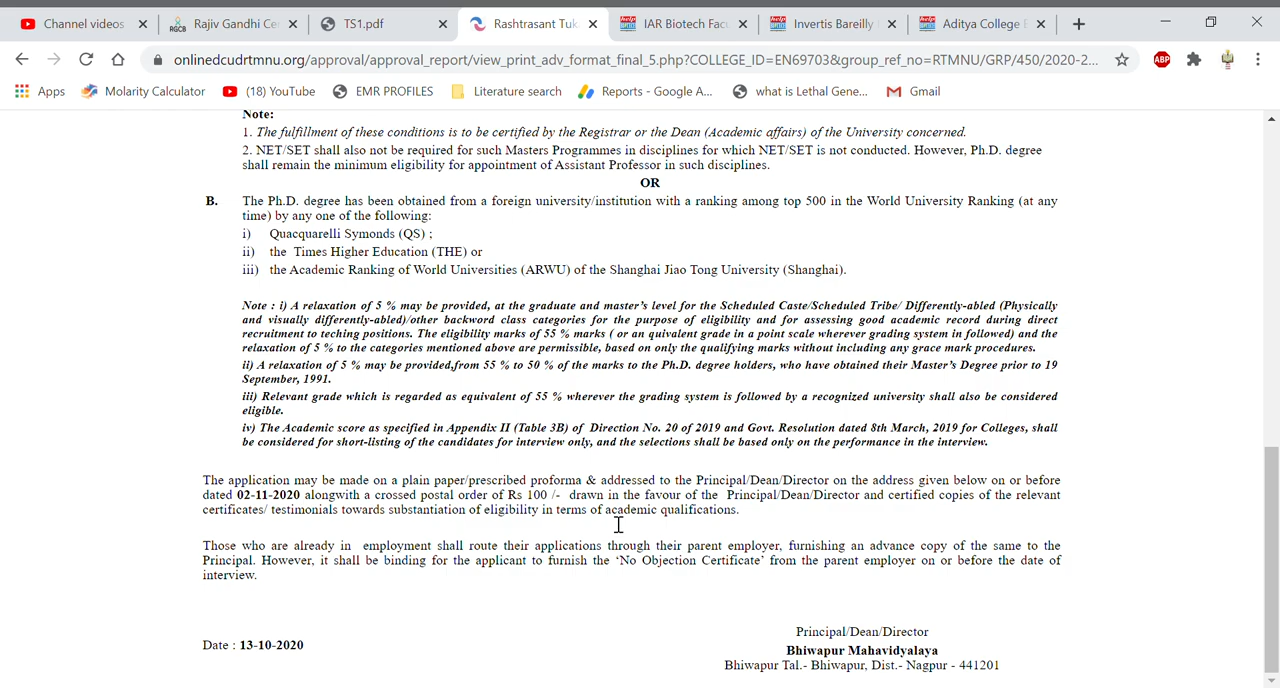 Channel videos
Rajiv Gandhi Ce
TS1.pdf
Rashtrasant Tuk
IAR Biotech Facu
Invertis Bareilly
Aditya College B
onlinedcudrtmnu.org/approval/approval_report/view_print_adv_format_final_5.php?COLLEGE_ID=EN69703&group_ref_no=RTMNU/GRP/450/2020-2...
ABP
Apps
Molarity Calculator
(18) YouTube
EMR PROFILES
Literature search
Reports - Google A...
what is Lethal Gene...
Gmail
Note:
1. The fulfillment of these conditions is to be certified by the Registrar or the Dean (Academic affairs) of the University concerned.
2. NET/SET shall also not be required for such Masters Programmes in disciplines for which NET/SET is not conducted. However, Ph.D. degree
shall remain the minimum eligibility for appointment of Assistant Professor in such disciplines.
OR
B. The Ph.D. degree has been obtained from a foreign university/institution with a ranking among top 500 in the World University Ranking (at any
time) by any one of the following:
i) Quacquarelli Symonds (QS) ;
ii) the Times Higher Education (THE) or
iii) the Academic Ranking of World Universities (ARWU) of the Shanghai Jiao Tong University (Shanghai).
Note : i) A relaxation of 5 % may be provided, at the graduate and master's level for the Scheduled Caste/Scheduled Tribe/ Differently-abled (Physically
and visually differently-abled)/other backword class categories for the purpose of eligibility and for assessing good academic record during direct
recruitment to teching positions. The eligibility marks of 55 % marks ( or an quivalent grade in a point scale wherever grading system in followed) and the
relaxation of 5 % to the categories mentioned above are permissible, based on only the qualifying marks without including any grace mark procedures.
ii) A relaxation of 5 % may be provided,from 55 % to 50 % of the marks to the Ph.D. degree holders, who have obtained their Master's Degree prior to 19
September, 1991.
iii) Relevant grade which is regarded as equivalent of 55 % wherever the grading system is followed by a recognized university shall also be considered
eligible.
iv) The Academic score as specified in Appendix II (Table 3B) of Direction No. 20 of 2019 and Govt. Resolution dated 8th March, 2019 for Colleges, shall
be considered for short-listing of the candidates for interview only, and the selections shall be based only on the performance in the interview.
The application may be made on a plain paper/prescribed proforma & addressed to the Principal/Dean/Director on the address given below on or before
dated 02-11-2020 alongwith a crossed postal order of Rs 100 /- drawn in the favour of the Principal/Dean/Director and certified copies of the relevant
certificates/ testimonials towards substantiation of eligibility in terms of academic qualifications.
Those who are already in employment shall route their applications through their parent employer, furnishing an advance copy of the same to the
Principal. However, it shall be binding for the applicant to furnish the 'No Objection Certificate' from the parent employer on or before the date of
interview.
Principal/Dean/Director
Date : 13-10-2020
Bhiwapur Mahavidyalaya
Bhiwapur Tal.- Bhiwapur, Dist.- Nagpur - 441201